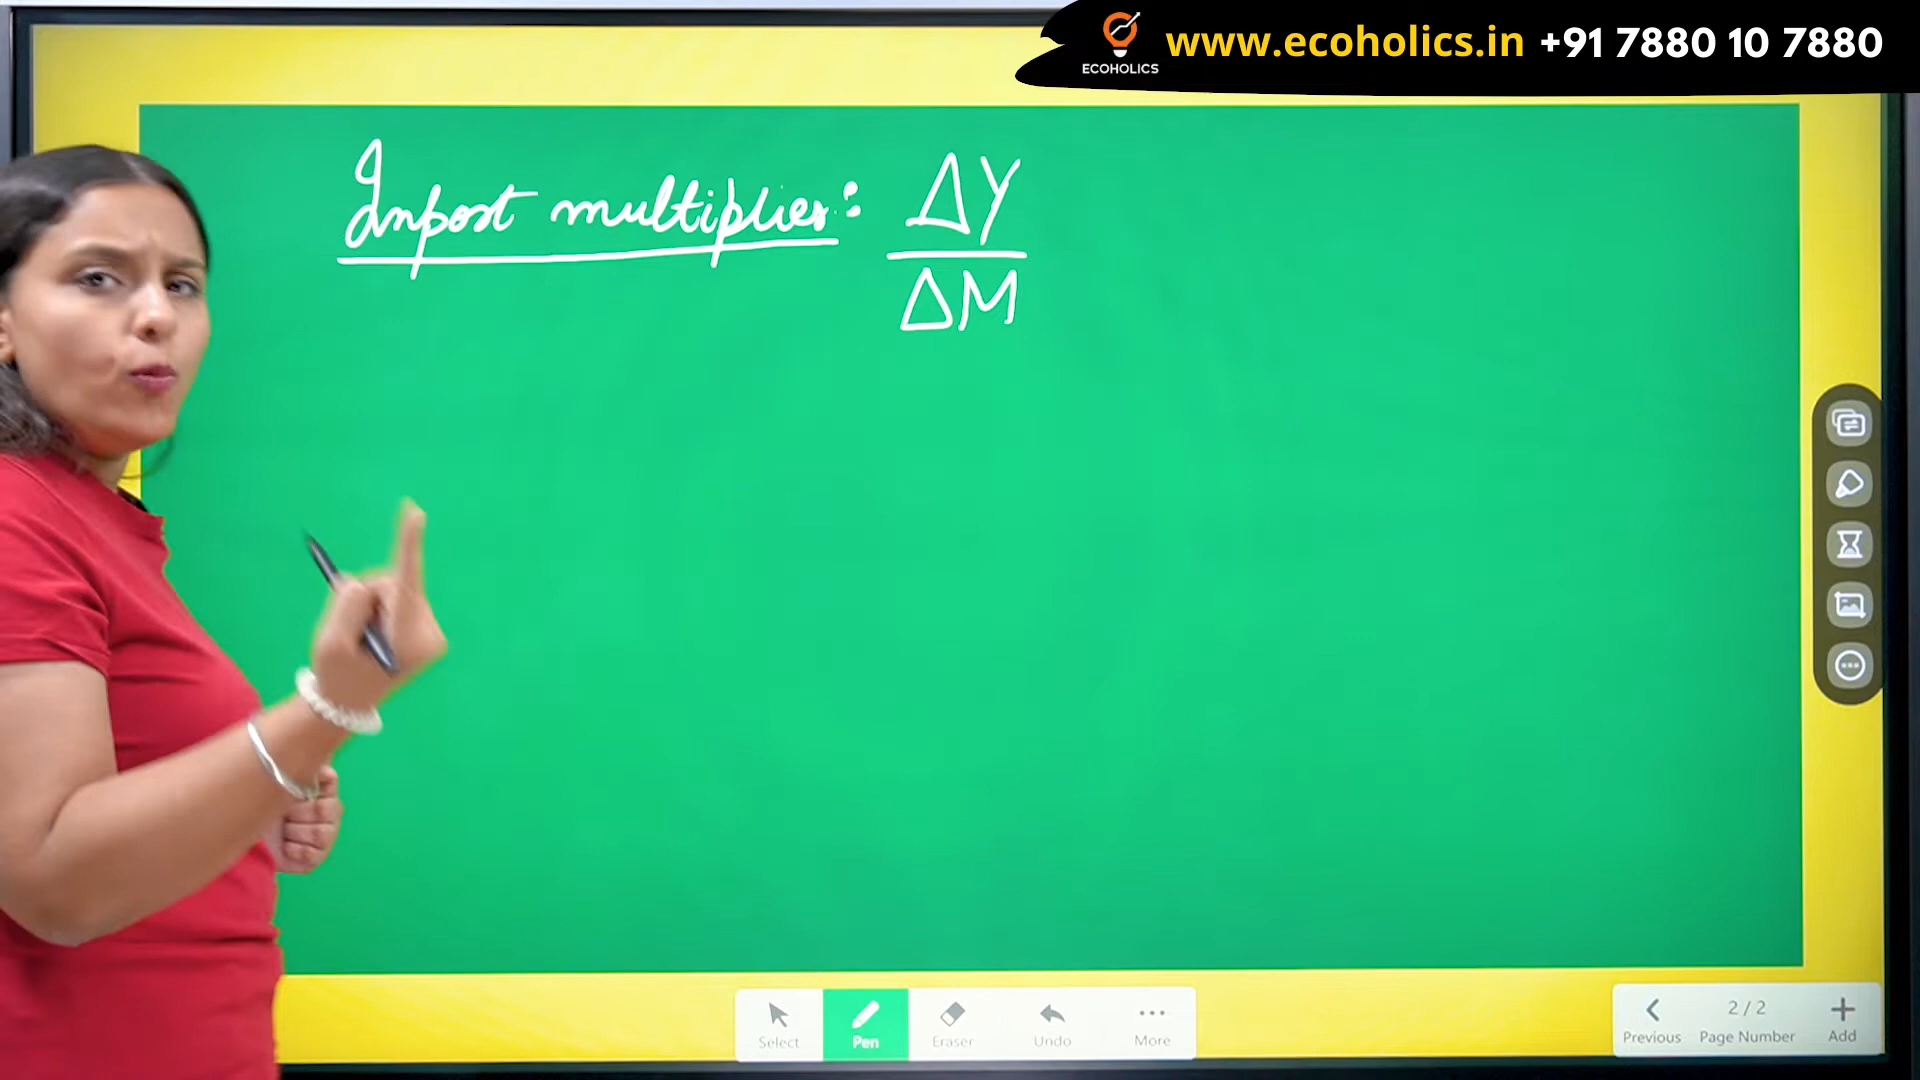 www.ecoholics.in +91 7880 10 7880
ECOHOLICS
Import multiplier: ΔY
ΔM
Select
Pen
Eraser
Undo
More
2 / 2
Previous
Page Number
Add